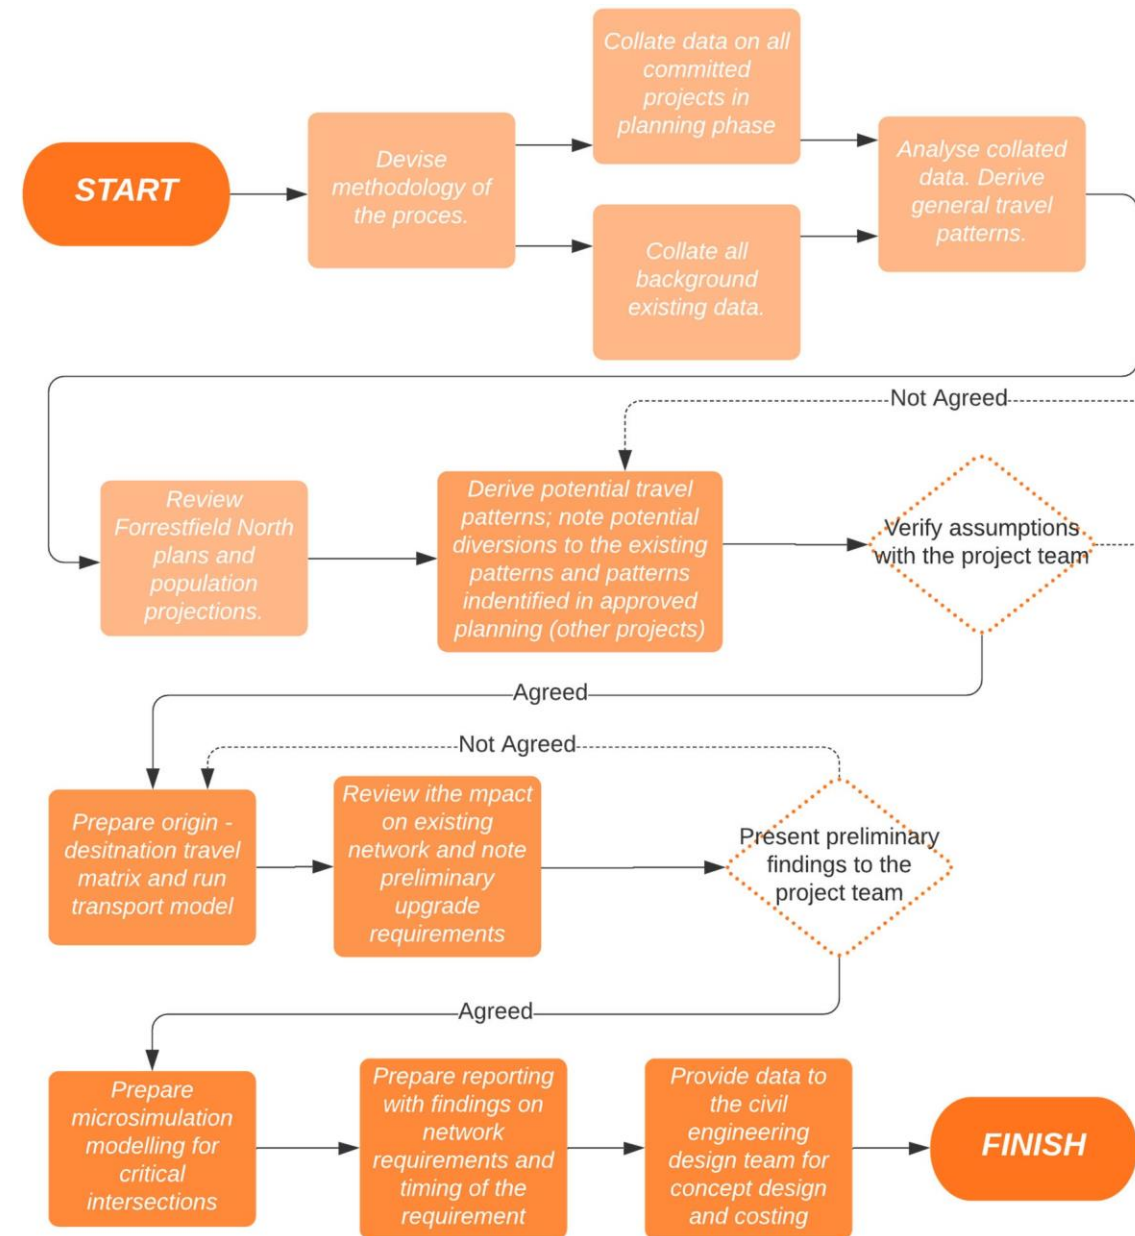 START
Devise
methodology of
the proces.
Collate data on all
committed
projects in
planning phase
Collate all
background
existing data.
Analyse collated
data. Derive
general travel
patterns.
Review
Forrestfield North
plans and
population
projections.
Not Agreed
Derive potential travel
patterns; note potential
diversions to the existing
patterns and patterns
indentified in approved
planning (other projects)
Verify assumptions
with the project team
Agreed
Not Agreed
Prepare origin -
desitnation travel
matrix and run
transport model
Review ithe mpact
on existing
network and note
preliminary
upgrade
requirements
Present preliminary
findings to the
project team
Agreed
Prepare
microsimulation
modelling for
critical
intersections
Prepare reporting
with findings on
network
requirements and
timing of the
requirement
Provide data to
the civil
engineering
design team for
concept design
and costing
FINISH